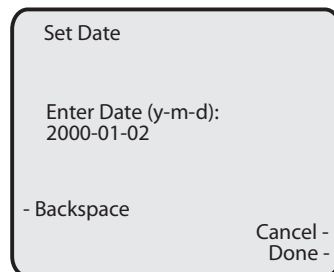 Set Date
Enter Date (y-m-d):
2000-01-02
- Backspace
Cancel -
Done -